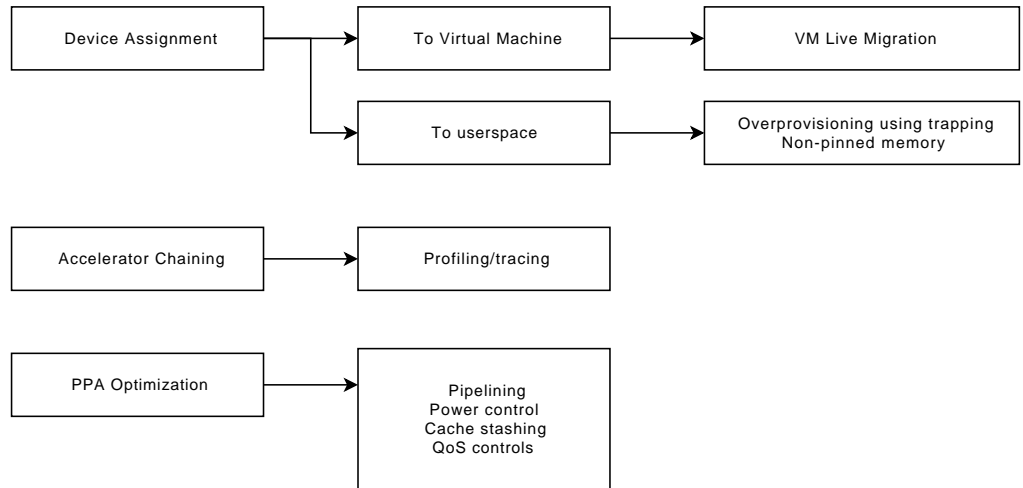 Device Assignment
To Virtual Machine
VM Live Migration
To userspace
Overprovisioning using trapping
Non-pinned memory
Accelerator Chaining
Profiling/tracing
PPA Optimization
Pipelining
Power control
Cache stashing
QoS controls